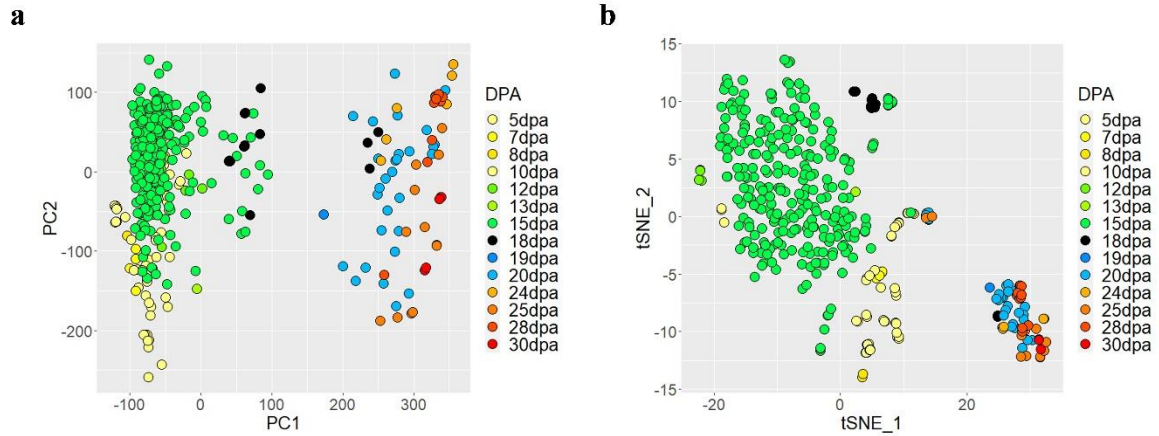 a
100
0
-100
-200
PC2
-100
0
100
200
300
PC1
DPA
5dpa
7dpa
8dpa
10dpa
12dpa
13dpa
15dpa
18dpa
19dpa
20dpa
24dpa
25dpa
28dpa
30dpa
b
15
10
5
0
-5
-10
-15
tSNE_2
-20
0
20
tSNE_1
DPA
5dpa
7dpa
8dpa
10dpa
12dpa
13dpa
15dpa
18dpa
19dpa
20dpa
24dpa
25dpa
28dpa
30dpa